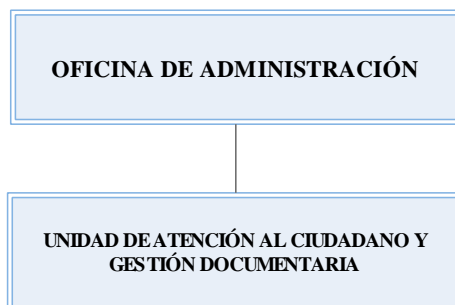 OFICINA DE ADMINISTRACIÓN
UNIDAD DE ATENCIÓN AL CIUDADANO Y
GESTIÓN DOCUMENTARIA